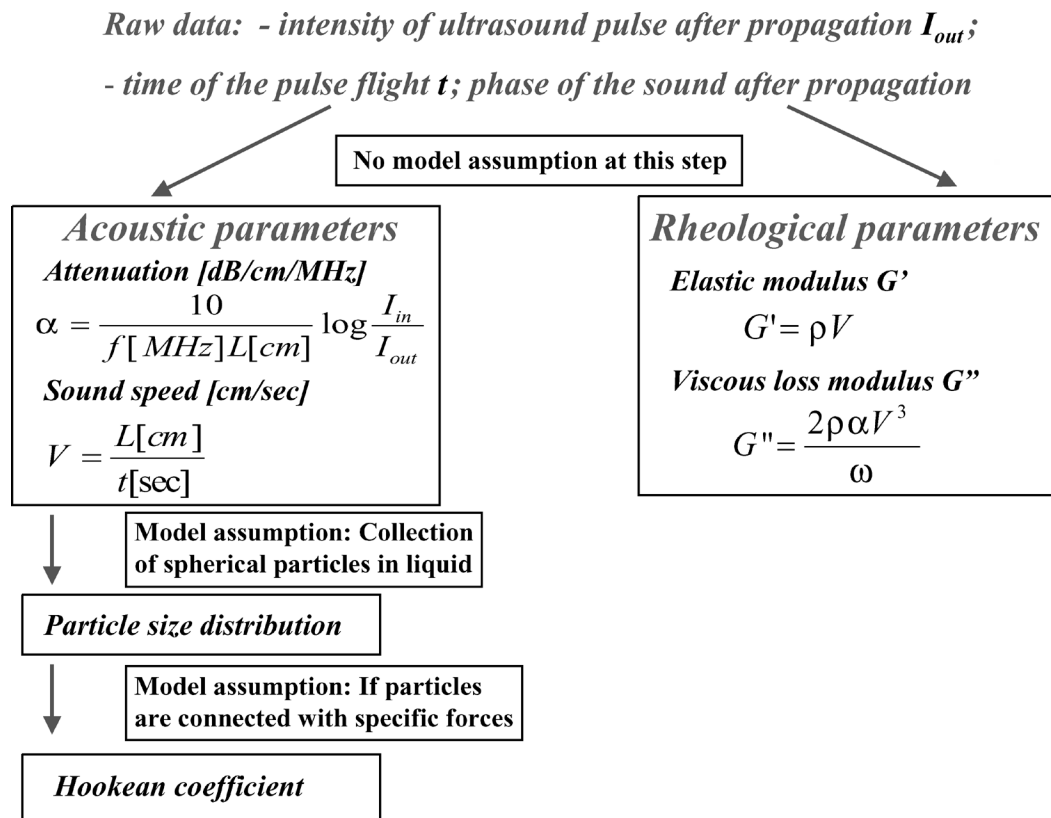 Raw data: - intensity of ultrasound pulse after propagation I_out;
- time of the pulse flight t; phase of the sound after propagation
No model assumption at this step
Acoustic parameters
Attenuation [dB/cm/MHz]
α = 10 / f[MHz]L[cm] log I_in / I_out
Sound speed [cm/sec]
V = L[cm] / t[sec]
Rheological parameters
Elastic modulus G’
G' = ρV
Viscous loss modulus G”
G" = 2ραV³ / ω
Model assumption: Collection
of spherical particles in liquid
Particle size distribution
Model assumption: If particles
are connected with specific forces
Hookean coefficient